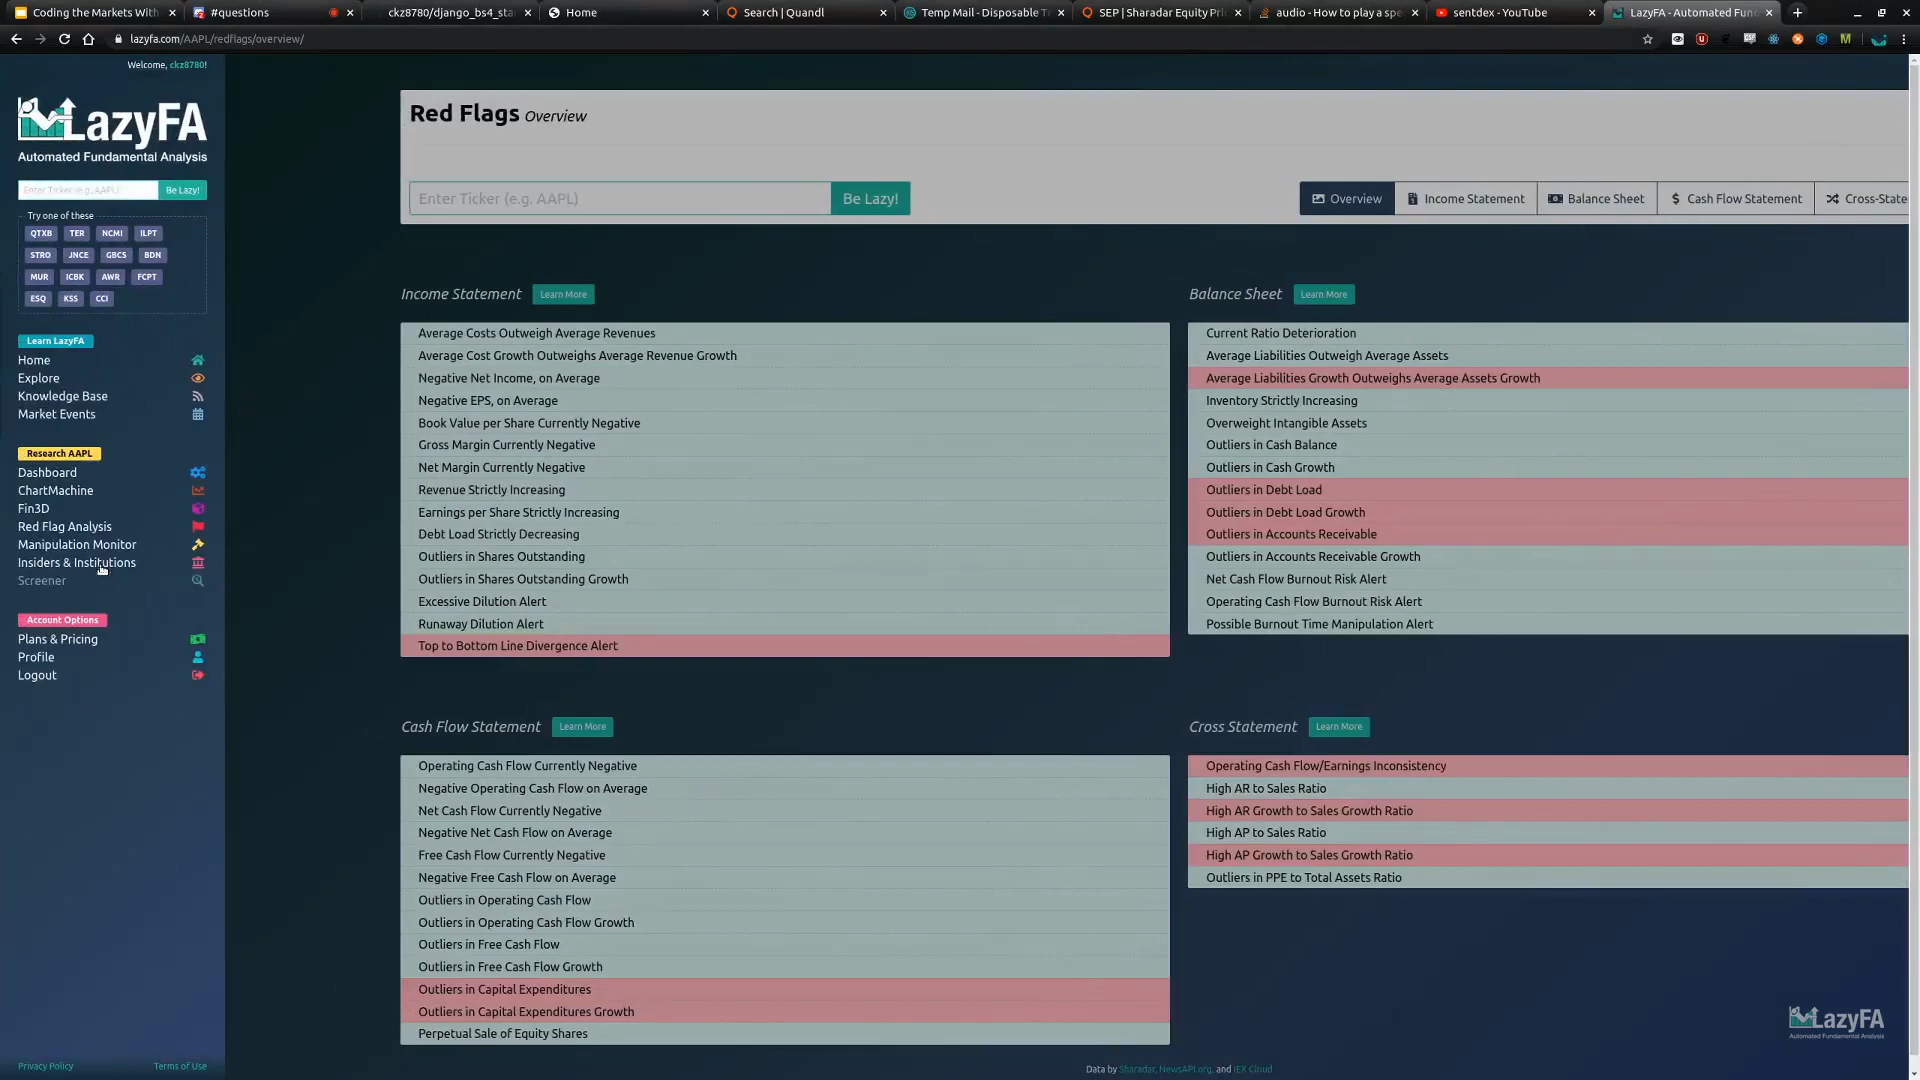 Coding the Markets With
#questions
ckz8780/django_bs4_sta
Home
Search | Quandl
Temp Mail - Disposable T
SEP | Sharadar Equity Pri
audio - How to play a spe
sentdex - YouTube
LazyFA - Automated Fund
lazyfa.com/AAPL/redflags/overview/
Welcome, ckz8780!
LazyFA
Automated Fundamental Analysis
Enter Ticker (e.g. AAPL)
Be Lazy!
Try one of these
QTXB TER NCMI ILPT
STRO JNCE GBCS BDN
MUR ICBK AWR FCPT
ESQ KSS CCI
Learn LazyFA
Home
Explore
Knowledge Base
Market Events
Research AAPL
Dashboard
ChartMachine
Fin3D
Red Flag Analysis
Manipulation Monitor
Insiders & Institutions
Screener
Account Options
Plans & Pricing
Profile
Logout
Privacy Policy
Terms of Use
Red Flags Overview
Enter Ticker (e.g. AAPL)
Be Lazy!
Overview
Income Statement
Balance Sheet
$ Cash Flow Statement
Cross-State
Income Statement
Learn More
Average Costs Outweigh Average Revenues
Average Cost Growth Outweighs Average Revenue Growth
Negative Net Income, on Average
Negative EPS, on Average
Book Value per Share Currently Negative
Gross Margin Currently Negative
Net Margin Currently Negative
Revenue Strictly Increasing
Earnings per Share Strictly Increasing
Debt Load Strictly Decreasing
Outliers in Shares Outstanding
Outliers in Shares Outstanding Growth
Excessive Dilution Alert
Runaway Dilution Alert
Top to Bottom Line Divergence Alert
Balance Sheet
Learn More
Current Ratio Deterioration
Average Liabilities Outweigh Average Assets
Average Liabilities Growth Outweighs Average Assets Growth
Inventory Strictly Increasing
Overweight Intangible Assets
Outliers in Cash Balance
Outliers in Cash Growth
Outliers in Debt Load
Outliers in Debt Load Growth
Outliers in Accounts Receivable
Outliers in Accounts Receivable Growth
Net Cash Flow Burnout Risk Alert
Operating Cash Flow Burnout Risk Alert
Possible Burnout Time Manipulation Alert
Cash Flow Statement
Learn More
Operating Cash Flow Currently Negative
Negative Operating Cash Flow on Average
Net Cash Flow Currently Negative
Negative Net Cash Flow on Average
Free Cash Flow Currently Negative
Negative Free Cash Flow on Average
Outliers in Operating Cash Flow
Outliers in Operating Cash Flow Growth
Outliers in Free Cash Flow
Outliers in Free Cash Flow Growth
Outliers in Capital Expenditures
Outliers in Capital Expenditures Growth
Perpetual Sale of Equity Shares
Cross Statement
Learn More
Operating Cash Flow/Earnings Inconsistency
High AR to Sales Ratio
High AR Growth to Sales Growth Ratio
High AP to Sales Ratio
High AP Growth to Sales Growth Ratio
Outliers in PPE to Total Assets Ratio
LazyFA
Automated Fundamental Analysis
Data by Sharadar, NewsAPI.org, and IEX Cloud